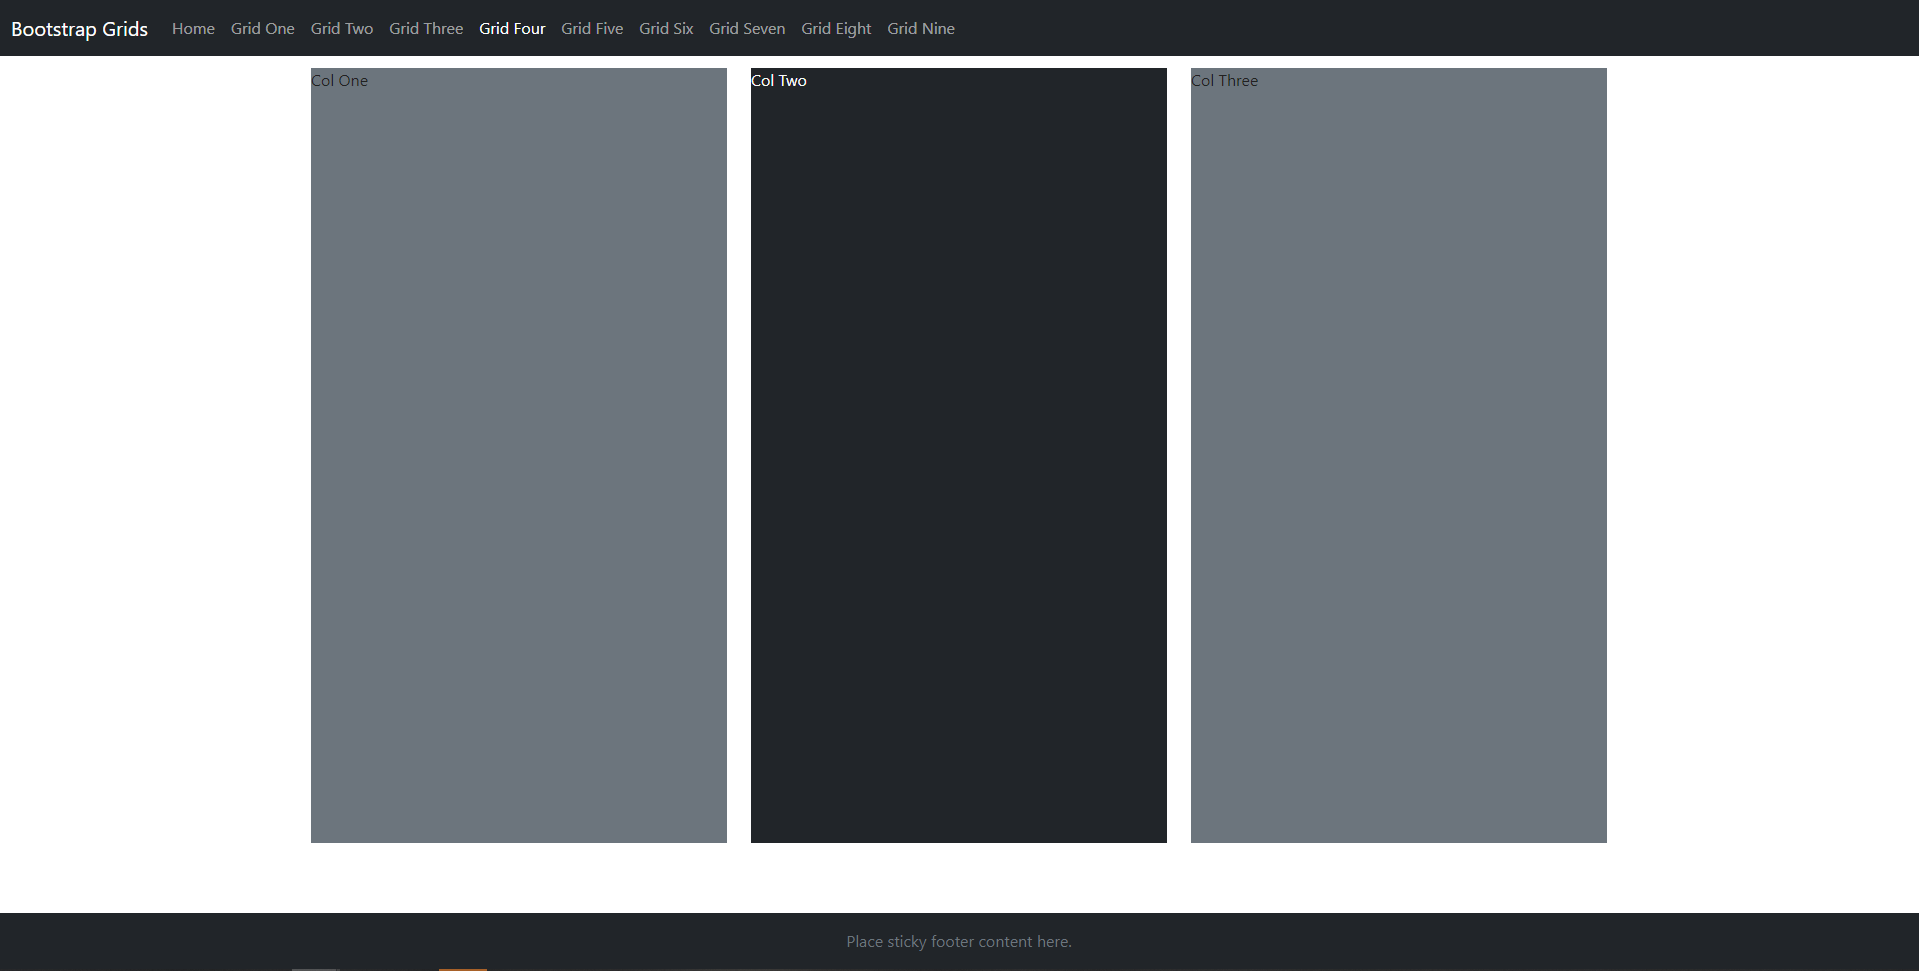 Bootstrap Grids Home Grid One Grid Two Grid Three Grid Four Grid Five Grid Six Grid Seven Grid Eight Grid Nine
Col One
Col Two
Col Three
Place sticky footer content here.